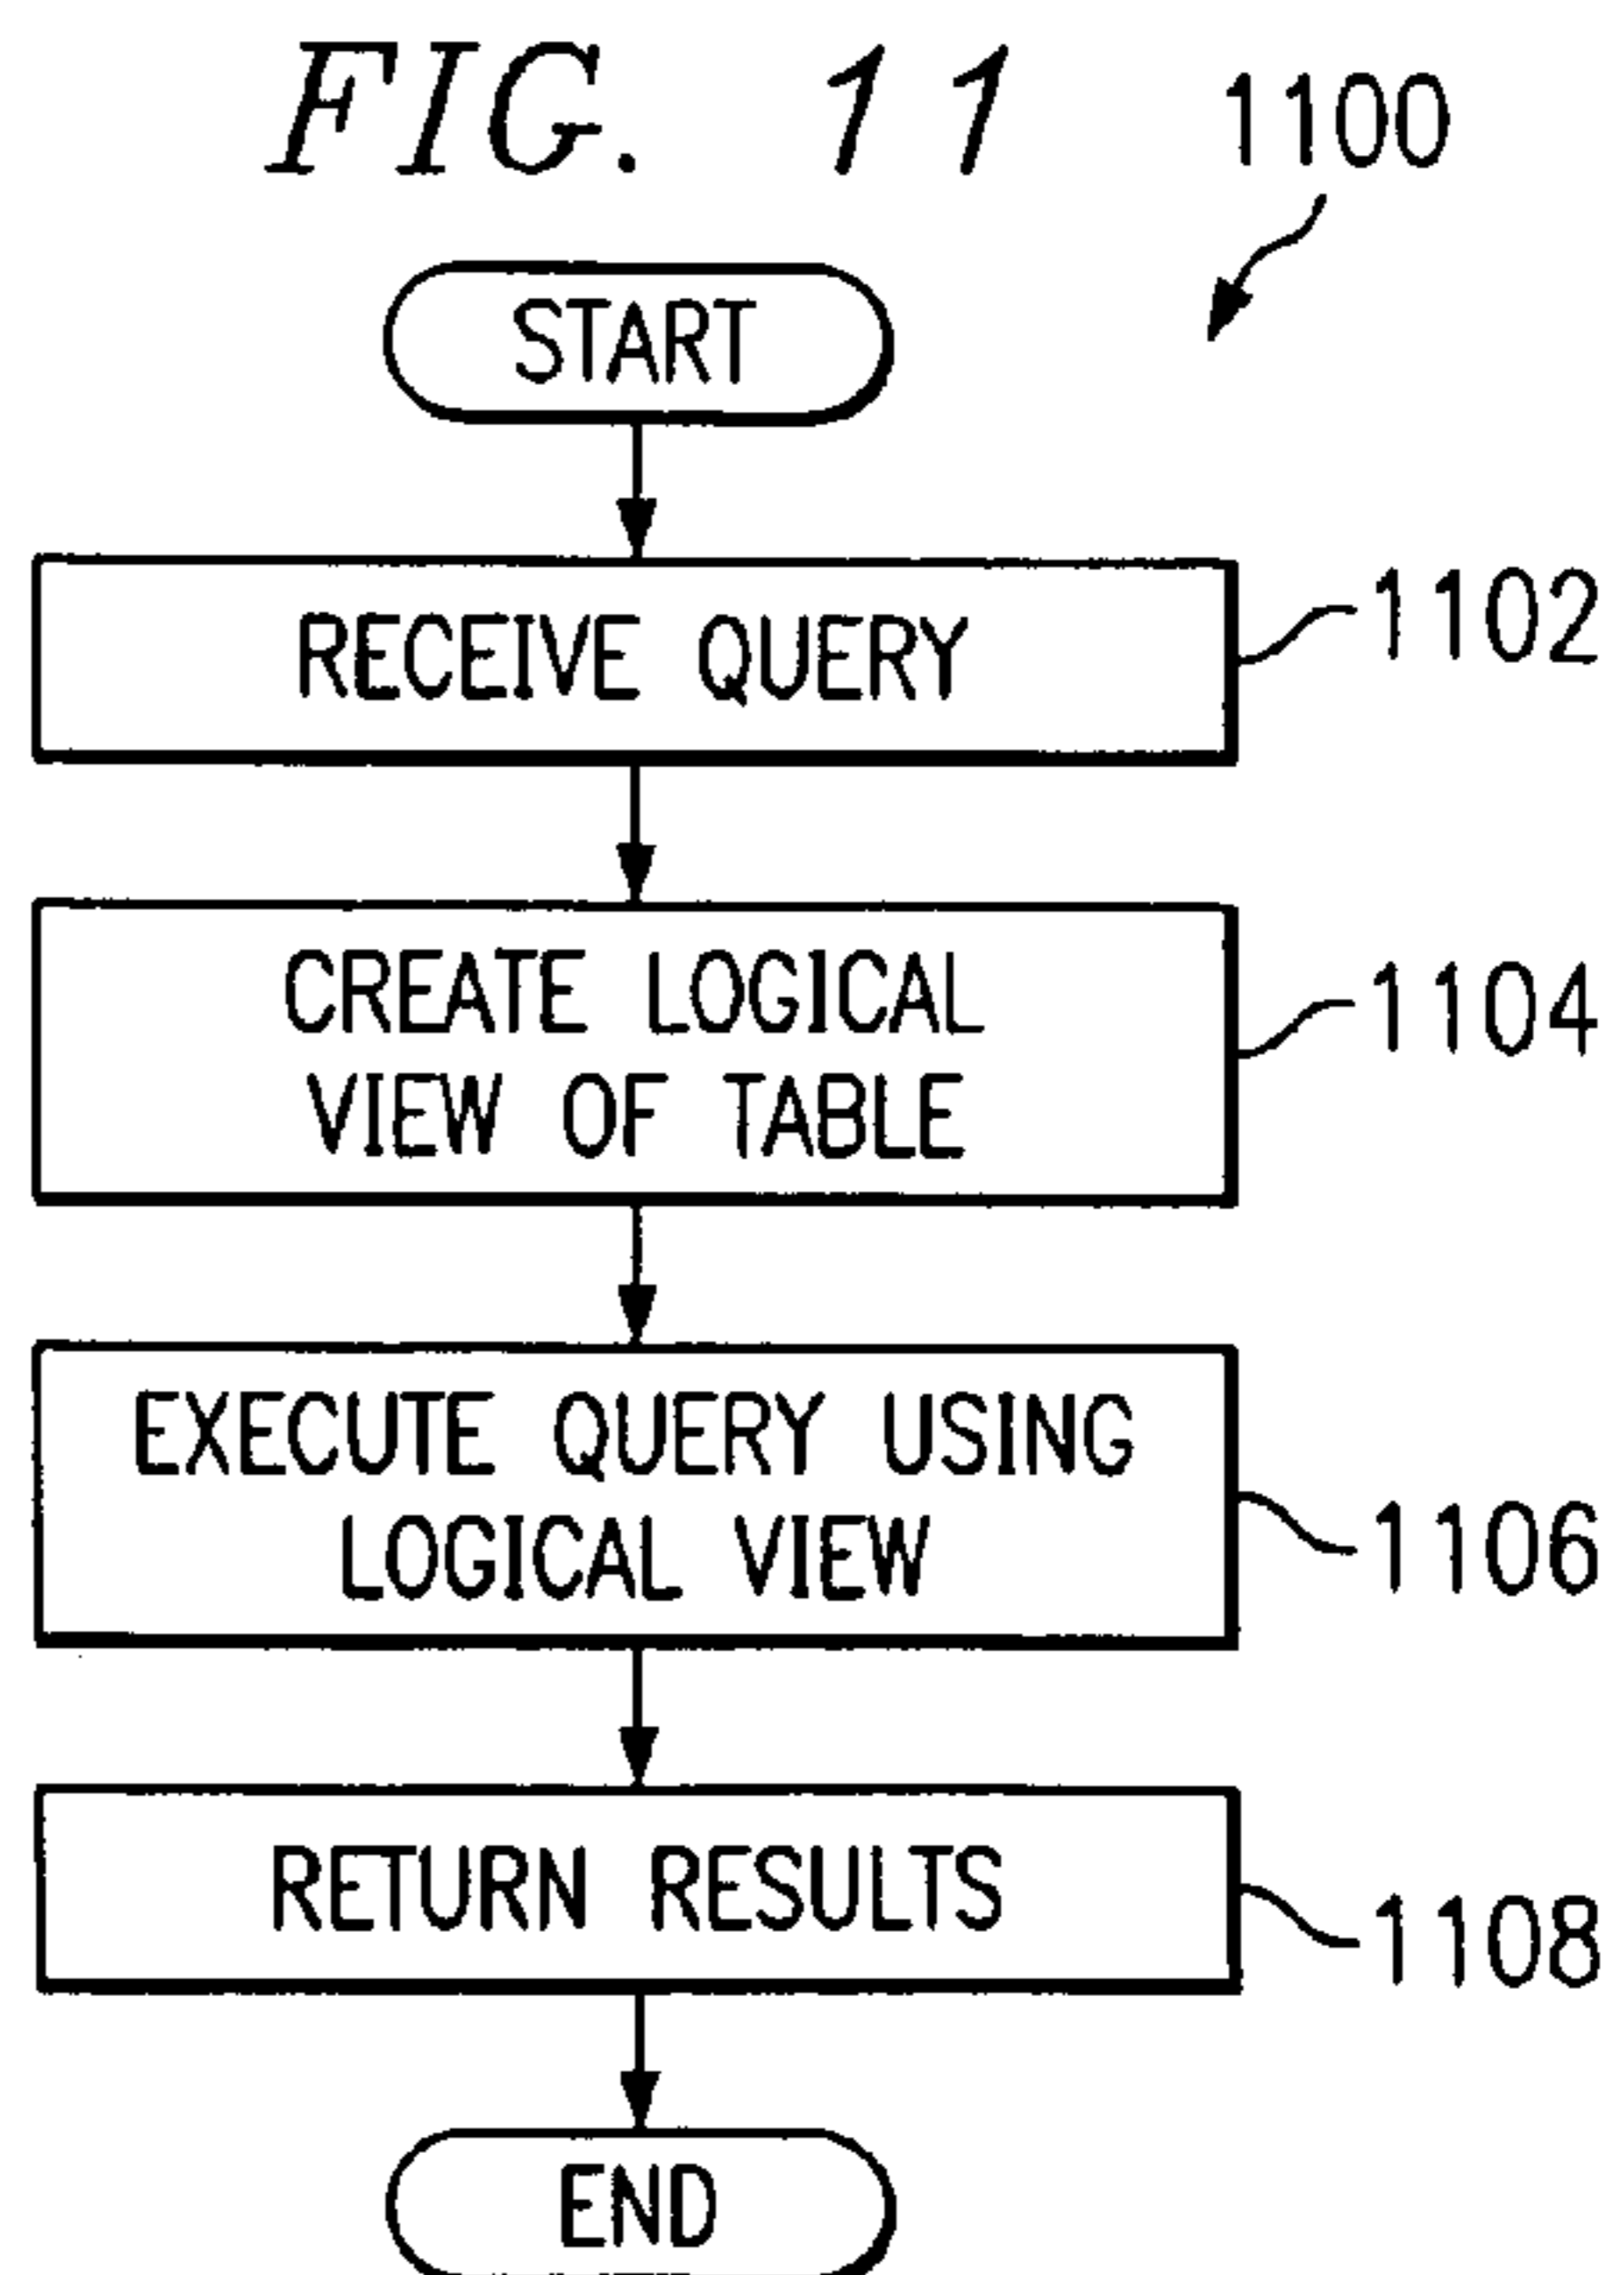 FIG. 11
1100
START
RECEIVE QUERY
1102
CREATE LOGICAL
VIEW OF TABLE
1104
EXECUTE QUERY USING
LOGICAL VIEW
1106
RETURN RESULTS
1108
END